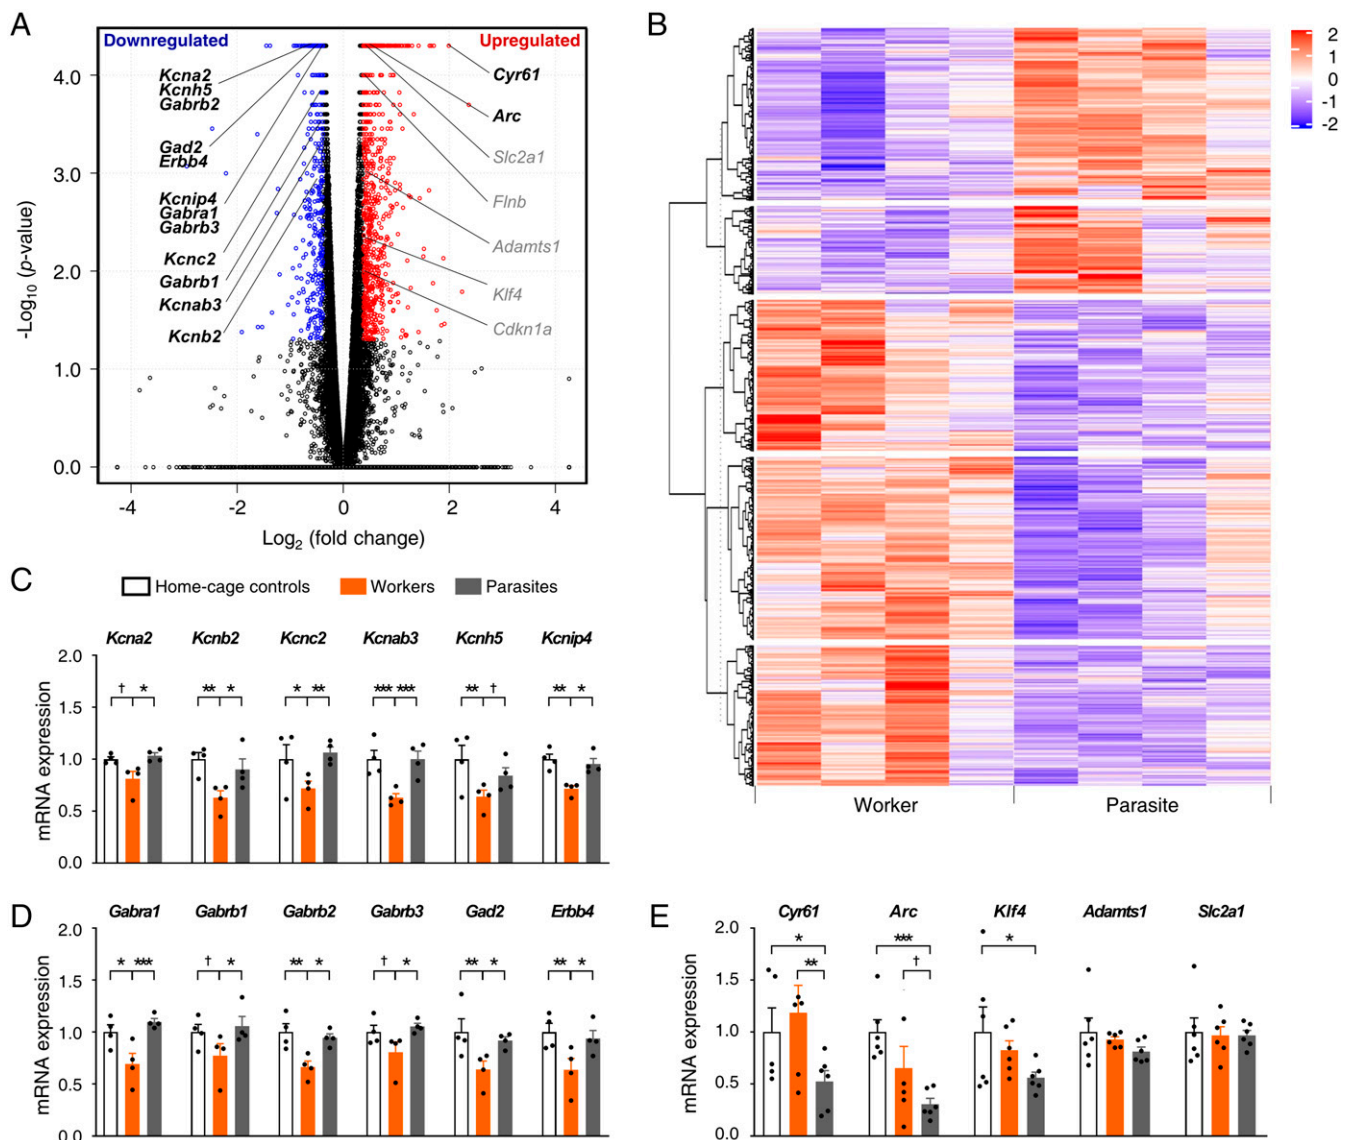 A
Downregulated
Upregulated
Kcna2
Kcnh5
Gabrb2
Gad2
Erbb4
Kcnip4
Gabra1
Gabrb3
Kcnc2
Gabrb1
Kcnab3
Kcnb2
Cyr61
Arc
Slc2a1
Flnb
Adamts1
Klf4
Cdkn1a
4.0
3.0
2.0
1.0
0.0
-Log10 (p-value)
-4 -2 0 2 4
Log2 (fold change)
B
2
1
0
-1
-2
Worker Parasite
C
Home-cage controls Workers Parasites
Kcna2 Kcnb2 Kcnc2 Kcnab3 Kcnh5 Kcnip4
mRNA expression
2.0
1.5
1.0
0.5
0.0
† * ** * * ** *** *** ** † ** *
D
Gabra1 Gabrb1 Gabrb2 Gabrb3 Gad2 Erbb4
mRNA expression
2.0
1.5
1.0
0.5
0.0
* *** † * ** * † * ** * ** *
E
Cyr61 Arc Klf4 Adamts1 Slc2a1
mRNA expression
2.0
1.5
1.0
0.5
0.0
* *** *
** †